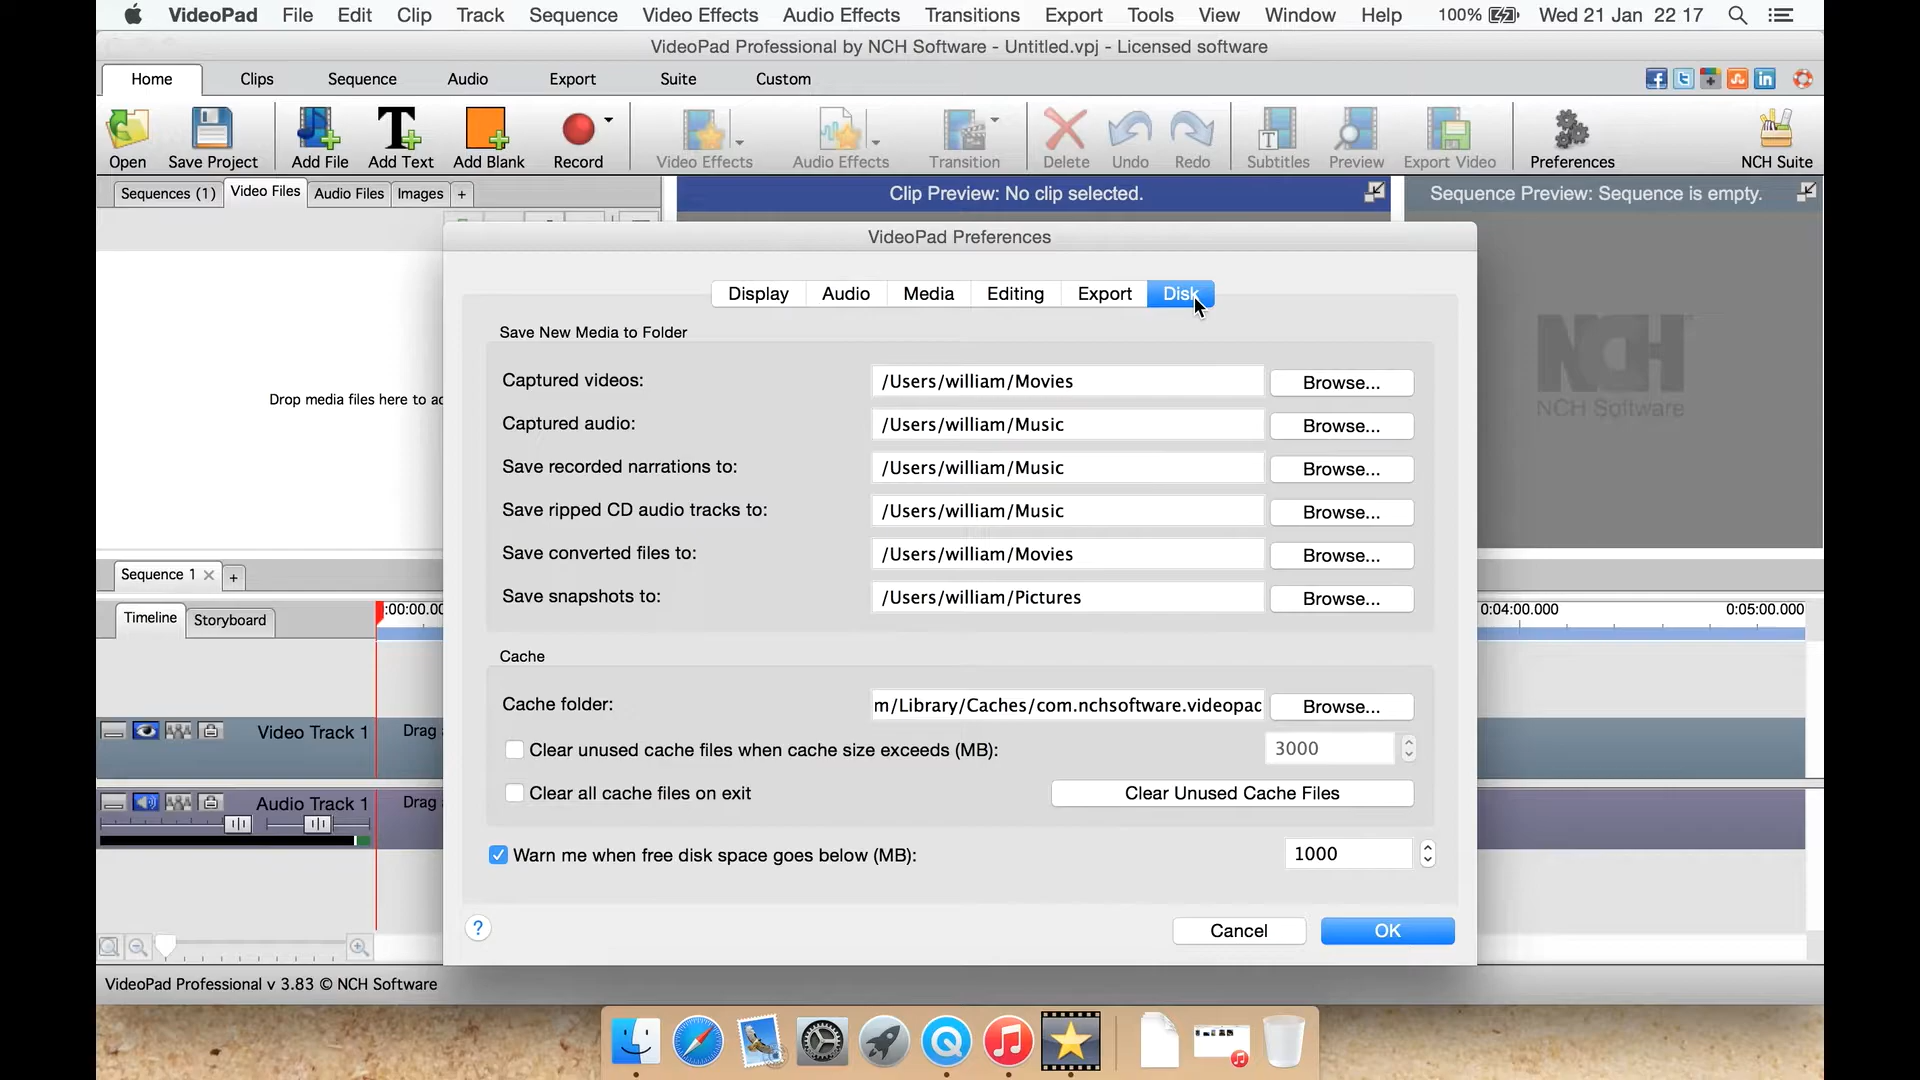 VideoPad File Edit Clip Track Sequence Video Effects Audio Effects Transitions Export Tools View Window Help 100% Wed 21 Jan 22 17
VideoPad Professional by NCH Software - Untitled.vpj - Licensed software
Home Clips Sequence Audio Export Suite Custom
Open Save Project Add File Add Text Add Blank Record Video Effects Audio Effects Transition Delete Undo Redo Subtitles Preview Export Video Preferences NCH Suite
Sequences (1) Video Files Audio Files Images + Clip Preview: No clip selected. Sequence Preview: Sequence is empty.
VideoPad Preferences
Display Audio Media Editing Export Disk
Save New Media to Folder
Captured videos: /Users/william/Movies Browse...
Drop media files here to ac
NCH Software
Captured audio: /Users/william/Music Browse...
Save recorded narrations to: /Users/william/Music Browse...
Save ripped CD audio tracks to: /Users/william/Music Browse...
Save converted files to: /Users/william/Movies Browse...
Save snapshots to: /Users/william/Pictures Browse...
Sequence 1 +
Timeline Storyboard :00:00.00 0:04:00.000 0:05:00.000
Cache
Cache folder: m/Library/Caches/com.nchsoftware.videopac Browse...
Clear unused cache files when cache size exceeds (MB): 3000
Clear all cache files on exit Clear Unused Cache Files
Warn me when free disk space goes below (MB): 1000
Video Track 1 Drag
Audio Track 1 Drag
? Cancel OK
VideoPad Professional v 3.83 © NCH Software